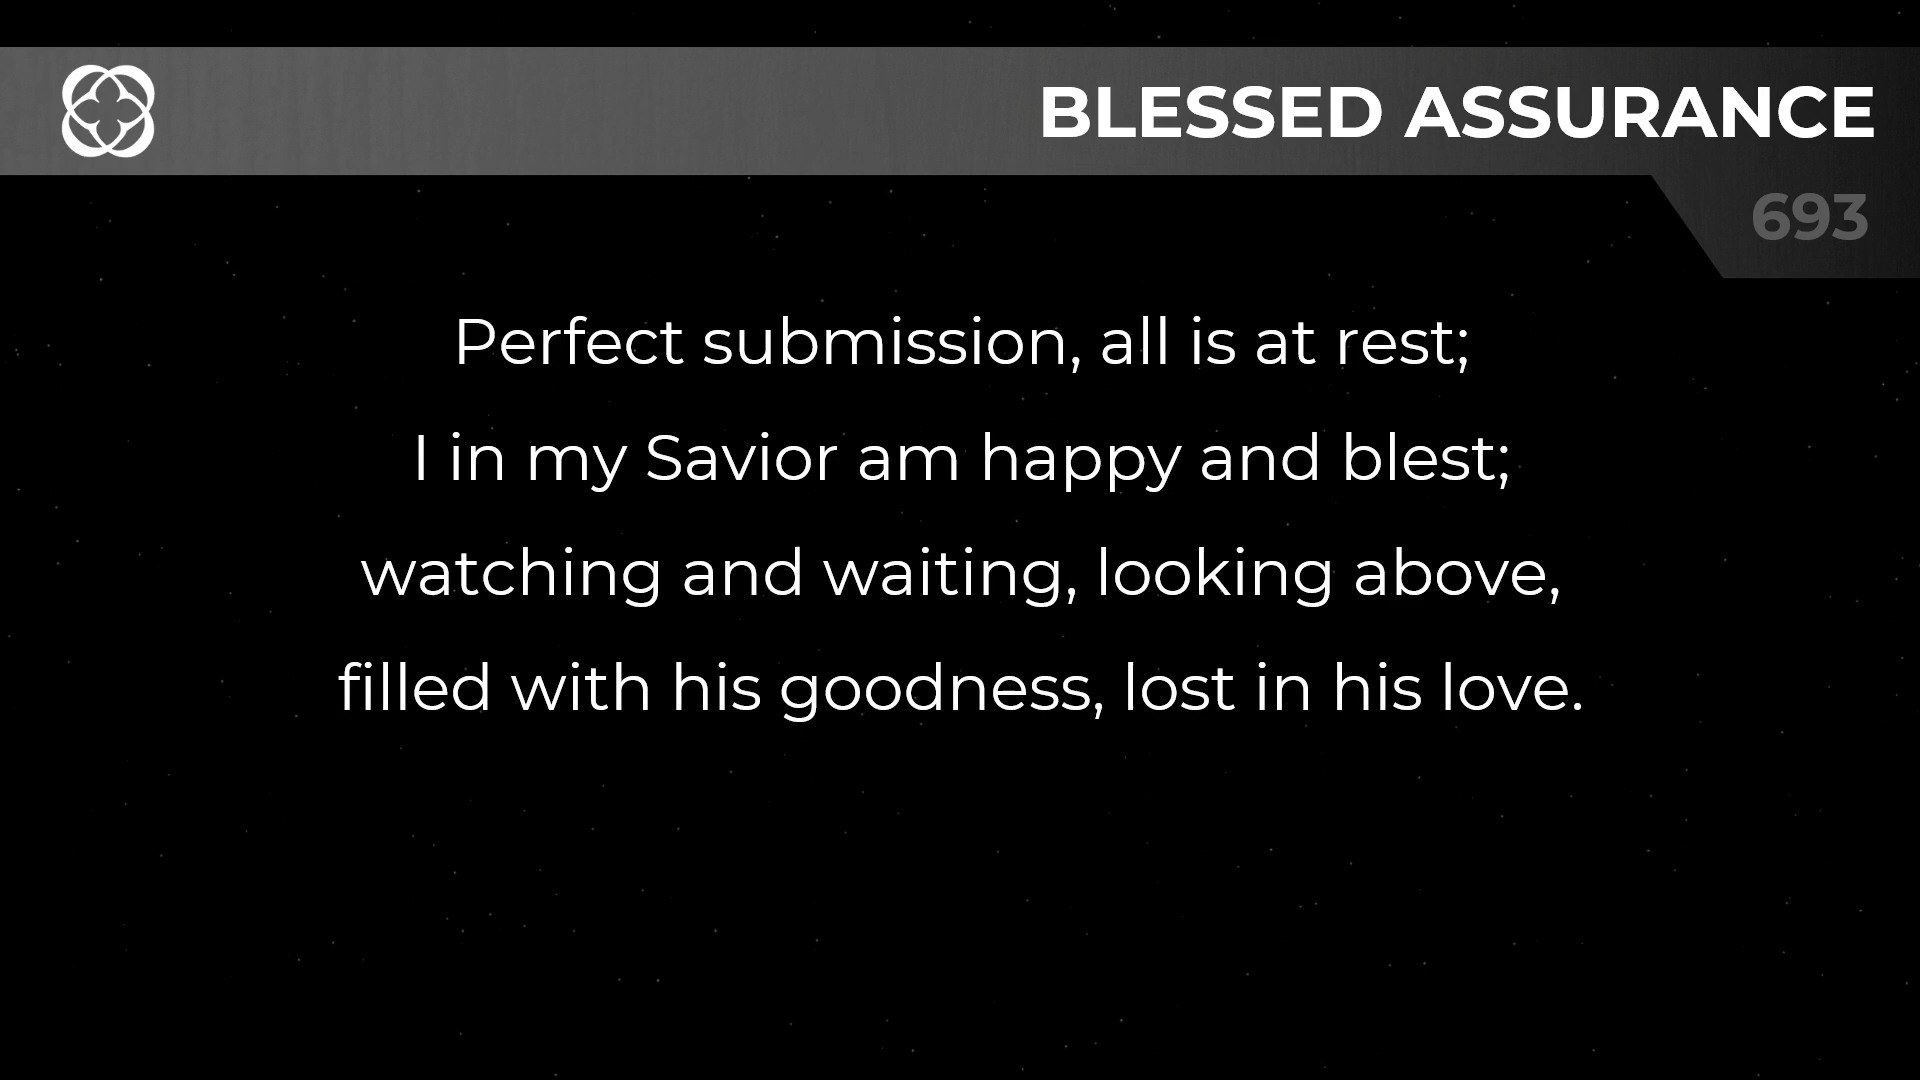 BLESSED ASSURANCE
693
Perfect submission, all is at rest;
I in my Savior am happy and blest;
watching and waiting, looking above,
filled with his goodness, lost in his love.